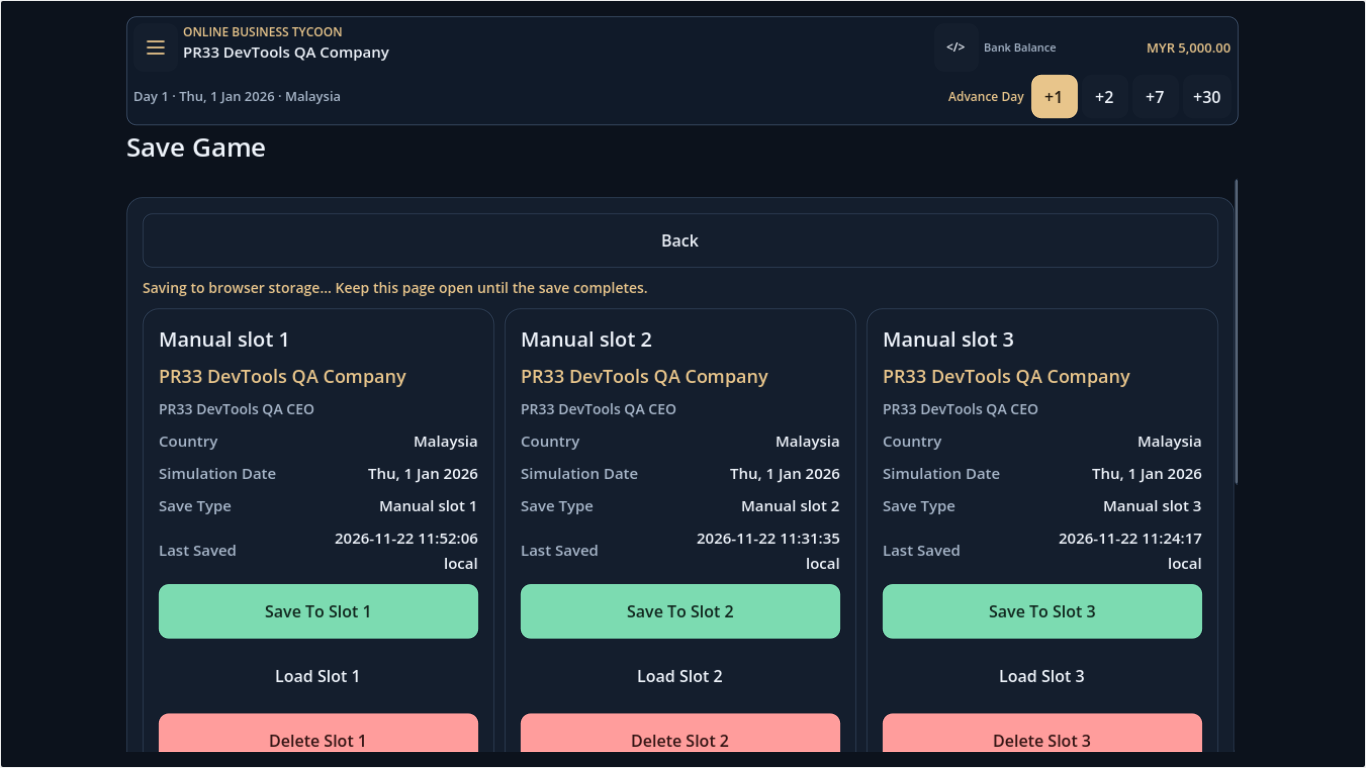 ONLINE BUSINESS TYCOON
PR33 DevTools QA Company
</> Bank Balance MYR 5,000.00
Day 1 · Thu, 1 Jan 2026 · Malaysia
Advance Day +1 +2 +7 +30
Save Game
Back
Saving to browser storage... Keep this page open until the save completes.
Manual slot 1
PR33 DevTools QA Company
PR33 DevTools QA CEO
Country Malaysia
Simulation Date Thu, 1 Jan 2026
Save Type Manual slot 1
Last Saved 2026-11-22 11:52:06
local
Save To Slot 1
Load Slot 1
Delete Slot 1
Manual slot 2
PR33 DevTools QA Company
PR33 DevTools QA CEO
Country Malaysia
Simulation Date Thu, 1 Jan 2026
Save Type Manual slot 2
Last Saved 2026-11-22 11:31:35
local
Save To Slot 2
Load Slot 2
Delete Slot 2
Manual slot 3
PR33 DevTools QA Company
PR33 DevTools QA CEO
Country Malaysia
Simulation Date Thu, 1 Jan 2026
Save Type Manual slot 3
Last Saved 2026-11-22 11:24:17
local
Save To Slot 3
Load Slot 3
Delete Slot 3